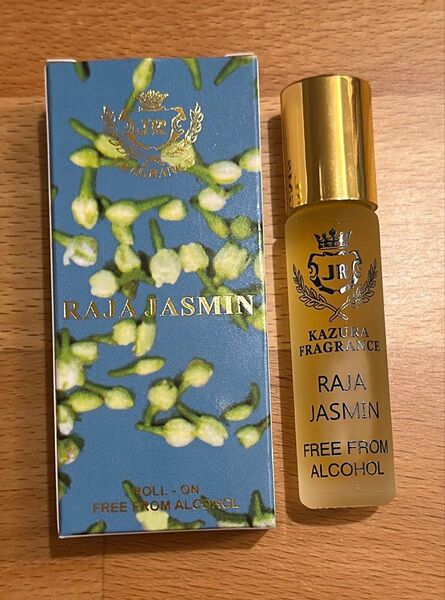 JR
FRAGRANCE
RAJA JASMIN
ROLL - ON
FREE FROM ALCOHOL
JR
KAZURA
FRAGRANCE
RAJA
JASMIN
FREE FROM
ALCOHOL